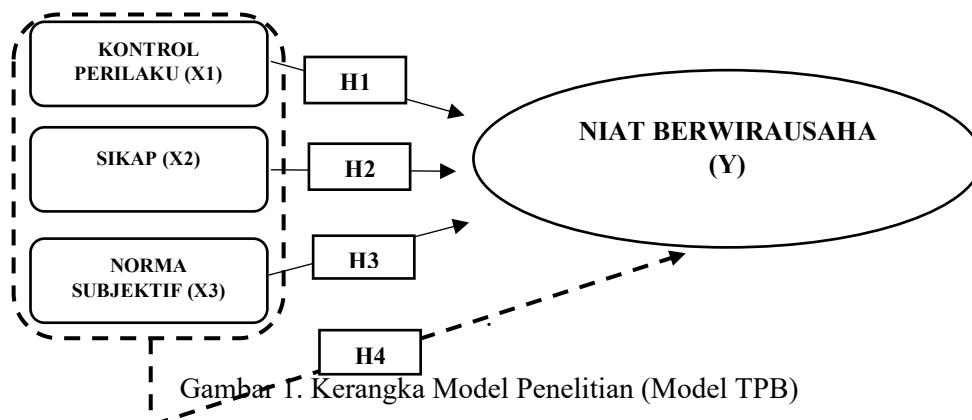 KONTROL
PERILAKU (X1)
H1
SIKAP (X2)
H2
NIAT BERWIRAUSAHA
(Y)
NORMA
SUBJEKTIF (X3)
H3
H4
Gambar 1. Kerangka Model Penelitian (Model TPB)